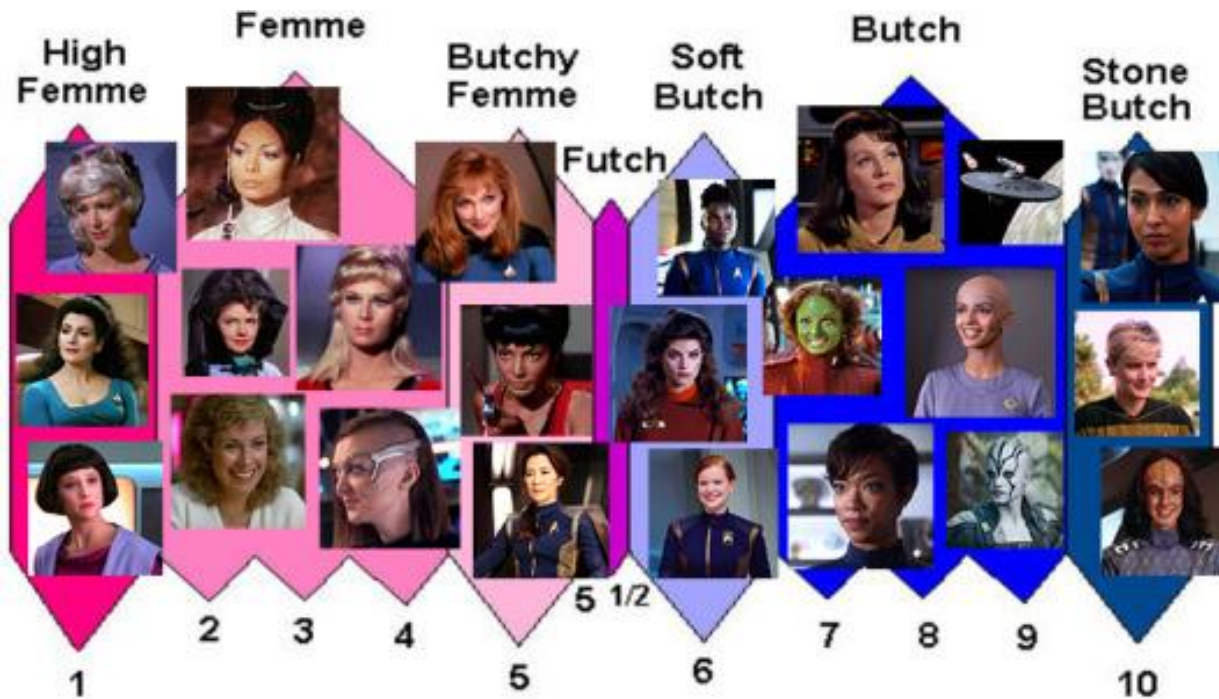 High
Femme
Femme
Butchy
Femme
Futch
Soft
Butch
Butch
Stone
Butch
1
2
3
4
5
5 1/2
6
7
8
9
10